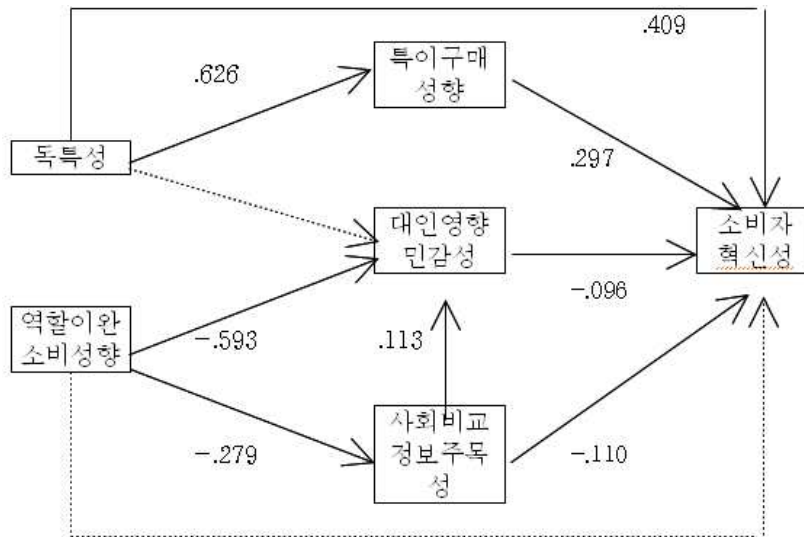 .409
특이구매
성향
.626
독특성
.297
대인영향
민감성
소비자
혁신성
-.096
역할이완
소비성향
-.593
.113
사회비교
정보주목
성
-.279
-.110